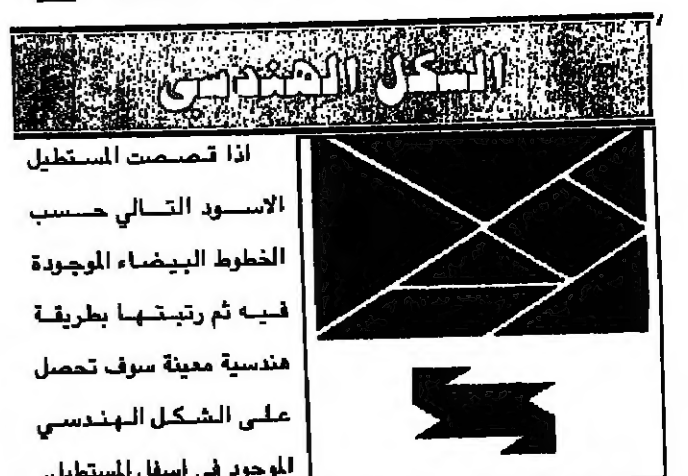 الشكل الهندسي
اذا قصصت المستطيل
الاسود التالي حسب
الخطوط البيضاء الموجودة
فيه ثم رتبتها بطريقة
هندسية معينة سوف تحصل
على الشكل الهندسي
الموجود في اسفل المستطيل.